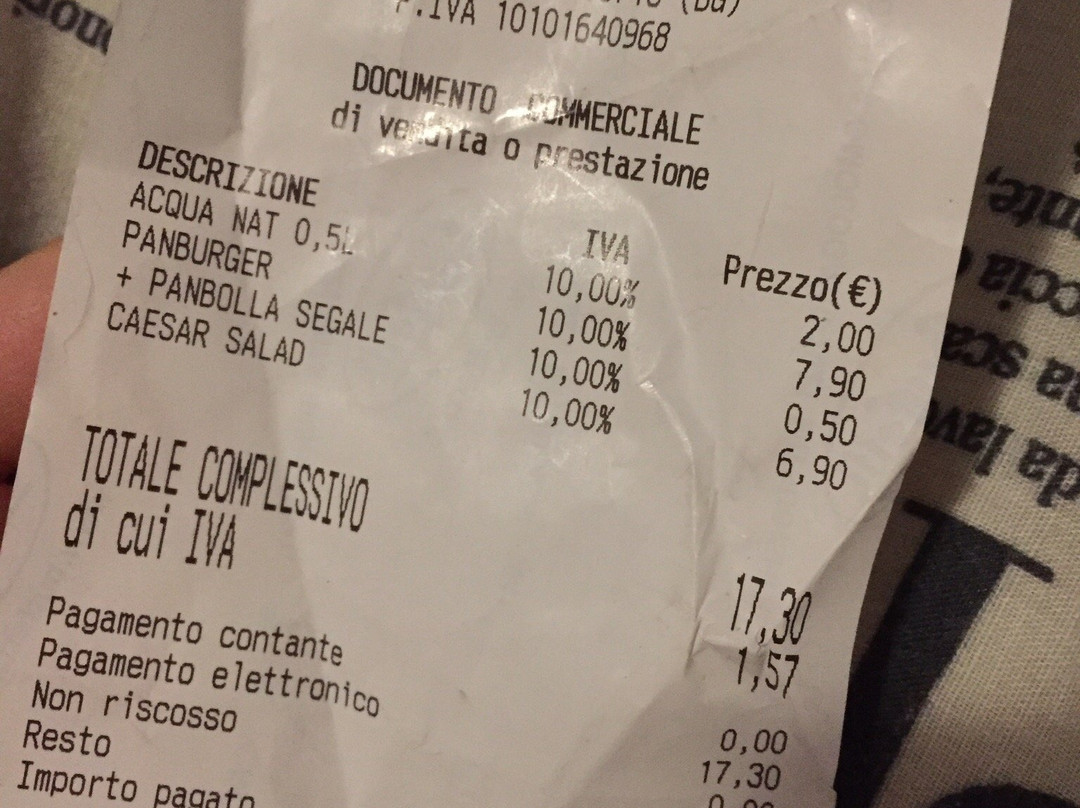 P.IVA 10101640968
DOCUMENTO COMMERCIALE
di vendita o prestazione
DESCRIZIONE IVA Prezzo(€)
ACQUA NAT 0,5L 10,00% 2,00
PANBURGER 10,00% 7,90
+ PANBOLLA SEGALE 10,00% 0,50
CAESAR SALAD 10,00% 6,90
TOTALE COMPLESSIVO 17,30
di cui IVA 1,57
Pagamento contante 0,00
Pagamento elettronico 17,30
Non riscosso
Resto
Importo pagato